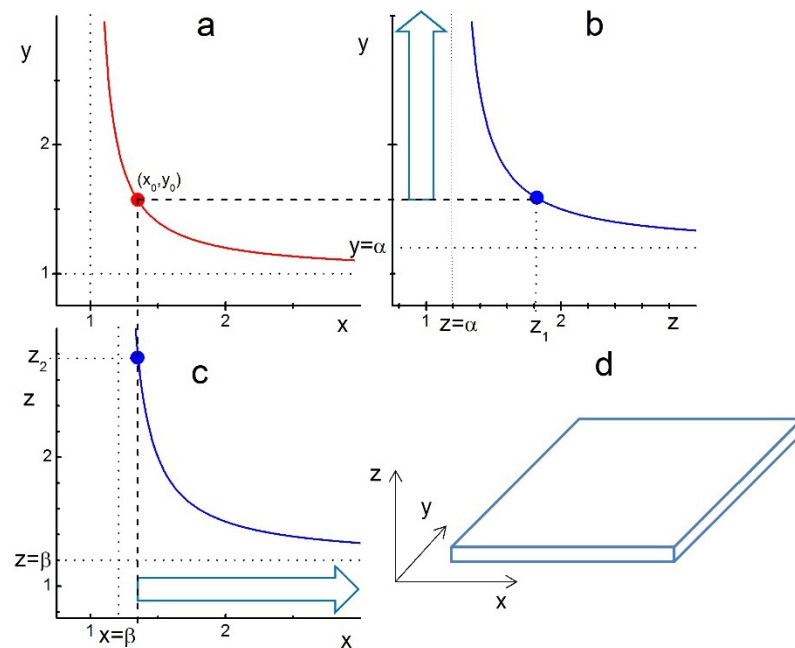 a
y
2
1
(x₀,y₀)
1
2
x
b
y
y=α
1
2
z=α
z₁
z
c
z₂
z
2
z=β
1
1
2
x=β
x
d
z
y
x